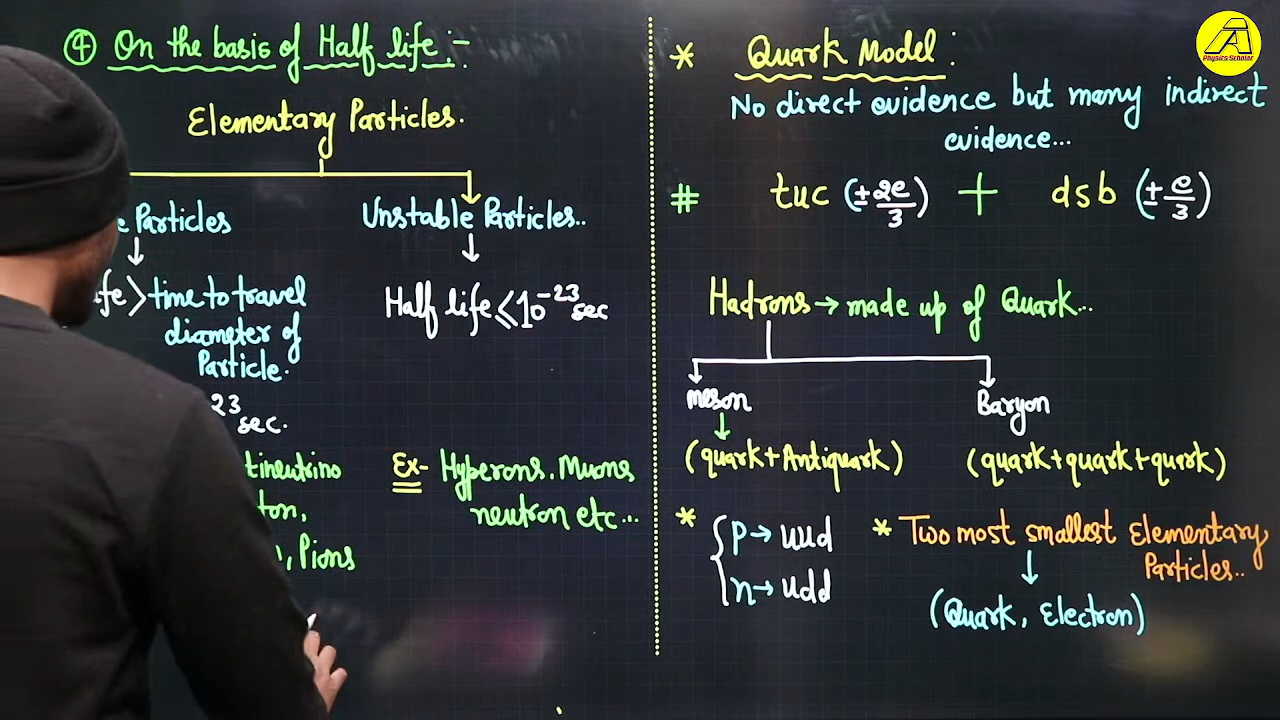 ④ On the basis of Half life :-
Elementary Particles.
Particles
Unstable Particles..
> time to travel
diameter of
Particle.
Half life ≤ 10⁻²³ sec
23 sec.
Ex- Hyperons, Muons
neutron etc...
, Pions
* Quark Model :
No direct evidence but many indirect
evidence...
# tuc (± 2e/3) + dsb (± e/3)
Hadrons → made up of Quark...
Meson
Baryon
(quark + Antiquark)
(quark + quark + quark)
* { p → uud
n → udd
* Two most smallest Elementary
Particles..
(Quark, Electron)
A
Physics Scholar